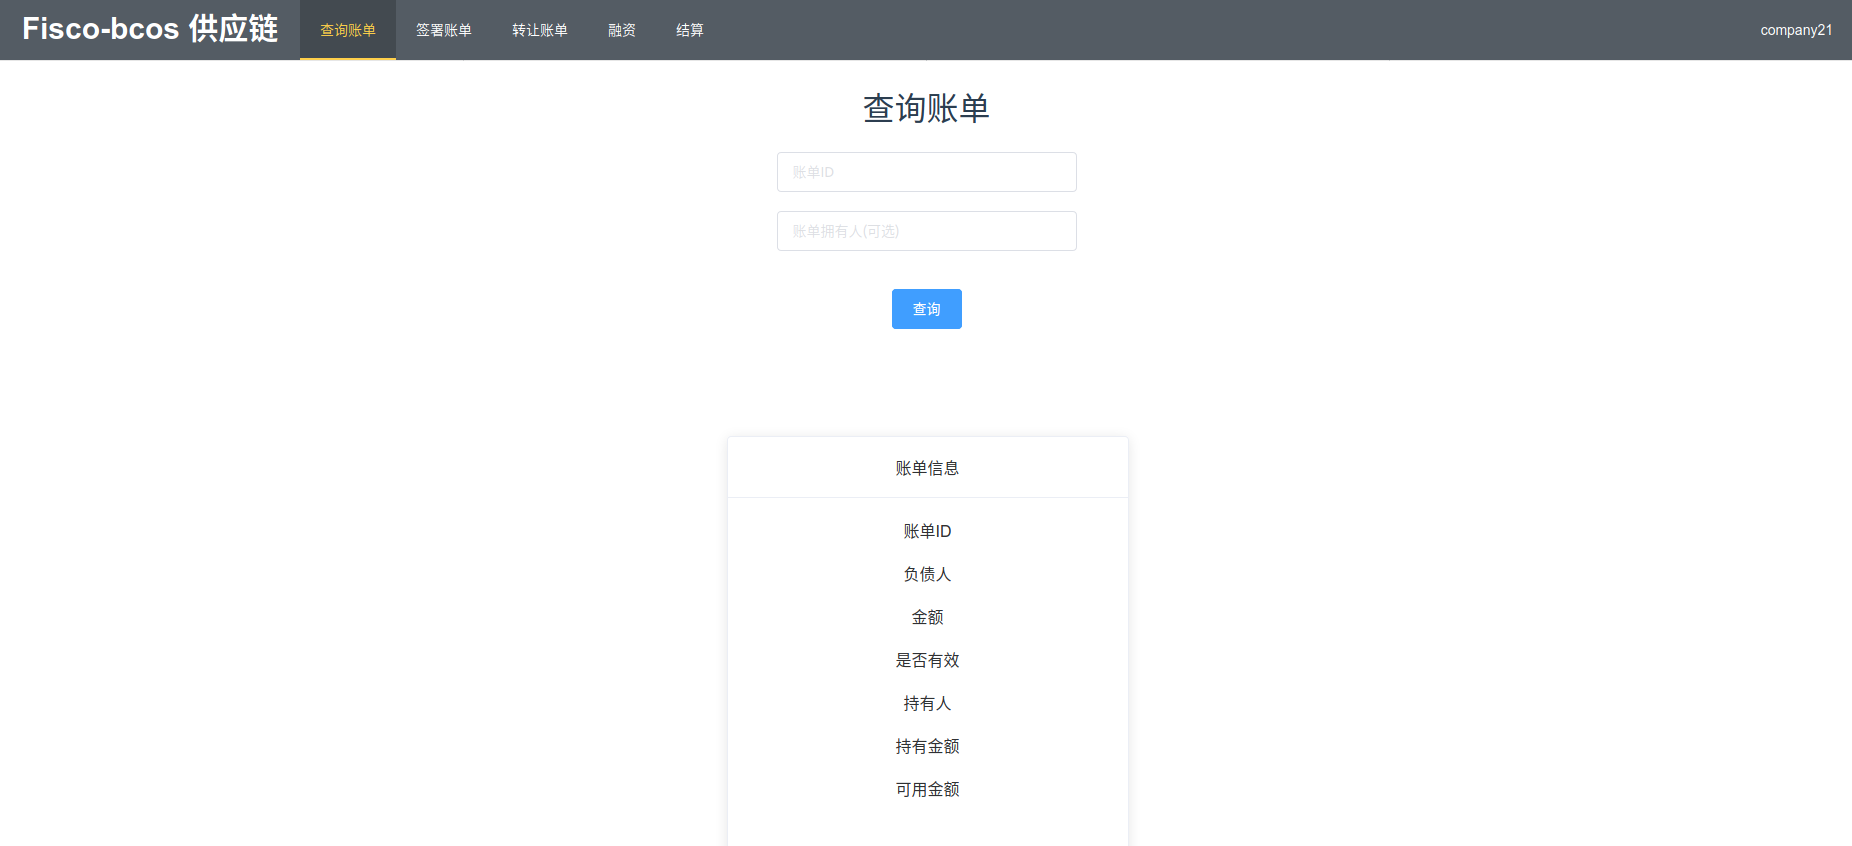 Fisco-bcos 供应链 查询账单 签署账单 转让账单 融资 结算 company21
查询账单
账单ID
账单拥有人(可选)
查询
账单信息
账单ID
负债人
金额
是否有效
持有人
持有金额
可用金额